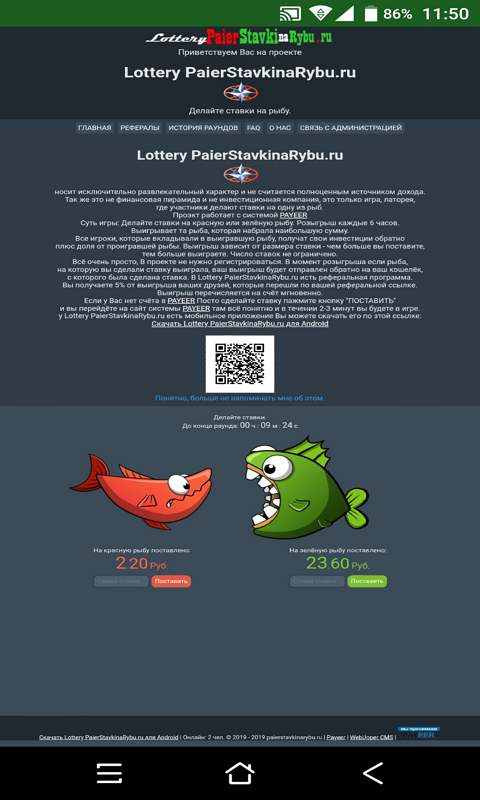 86% 11:50
Lottery PaierStavkinaRybu.ru
Приветствуем Вас на проекте
Lottery PaierStavkinaRybu.ru
Делайте ставки на рыбу.
ГЛАВНАЯ РЕФЕРАЛЫ ИСТОРИЯ РАУНДОВ FAQ О НАС СВЯЗЬ С АДМИНИСТРАЦИЕЙ
Lottery PaierStavkinaRybu.ru
носит исключительно развлекательный характер и не считается полноценным источником дохода.
Так же это не финансовая пирамида и не инвестиционная компания, это только игра, латорея,
где участники делают ставки на одну из рыб.
Проэкт работает с системой PAYEER
Суть игры: Делайте ставки на красную или зелёную рыбу. Розыгрыш каждые 6 часов.
Выигрывает та рыба, которая набрала наибольшую сумму.
Все игроки, которые вкладывали в выигравшую рыбу, получат свои инвестиции обратно
плюс доля от проигравшей рыбы. Выигрыш зависит от размера ставки - чем больше вы поставите,
тем больше выиграете. Число ставок не ограничено.
Всё очень просто, В проекте не нужно регистрироваться. В момент розыгрыша если рыба,
на которую вы сделали ставку выиграла, ваш выигрыш будет отправлен обратно на ваш кошелёк,
с которого была сделана ставка. В Lottery PaierStavkinaRybu.ru исть реферальная программа.
Вы получаете 5% от выигрыша ваших друзей, которые перешли по вашей реферальной ссылке.
Выигрыш перечисляется на счёт мгновенно.
Если у Вас нет счёта в PAYEER Посто сделайте ставку пажмите кнопку "ПОСТАВИТЬ"
и вы перейдёте на сайт системы PAYEER там всё понятно и в течении 2-3 минут вы будете в игре.
у Lottery PaierStavkinaRybu.ru есть мобильное приложение Вы можете скачать его по этой ссылке:
Скачать Lottery PaierStavkinaRybu.ru для Android
Понятно, больше не напоминать мне об этом.
Делайте ставки.
До конца раунда: 00 ч : 09 м : 24 с
На красную рыбу поставлено: На зелёную рыбу поставлено:
2.20 Руб. 23.60 Руб.
Сумма ставки... Поставить Сумма ставки... Поставить
мы принимаем
Скачать Lottery PaierStavkinaRybu.ru для Android | Онлайн: 2 чел. © 2019 - 2019 paierstavkinarybu.ru | Payeer | WebUoper CMS |